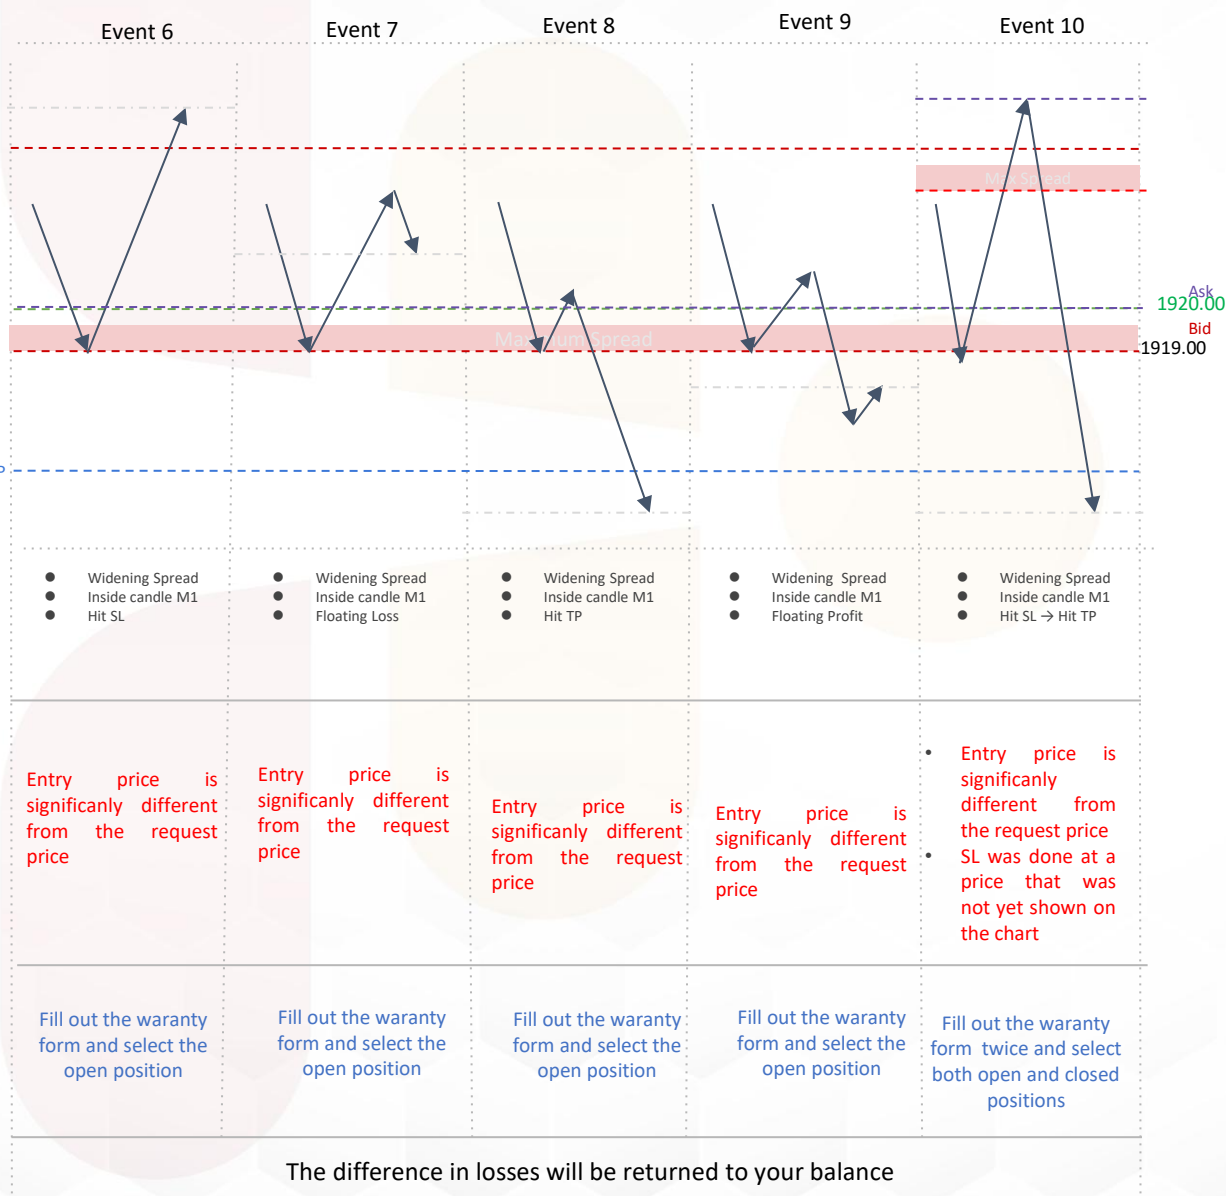 Event 6
Event 7
Event 8
Event 9
Event 10
Max Spread
Ask
1920.00
Bid
Maximum Spread
1919.00
● Widening Spread
● Inside candle M1
● Hit SL
● Widening Spread
● Inside candle M1
● Floating Loss
● Widening Spread
● Inside candle M1
● Hit TP
● Widening Spread
● Inside candle M1
● Floating Profit
● Widening Spread
● Inside candle M1
● Hit SL → Hit TP
Entry price is
significanly different
from the request
price
Entry price is
significanly different
from the request
price
Entry price is
significanly different
from the request
price
Entry price is
significanly different
from the request
price
• Entry price is
significanly
different from
the request price
• SL was done at a
price that was
not yet shown on
the chart
Fill out the waranty
form and select the
open position
Fill out the waranty
form and select the
open position
Fill out the waranty
form and select the
open position
Fill out the waranty
form and select the
open position
Fill out the waranty
form twice and select
both open and closed
positions
The difference in losses will be returned to your balance